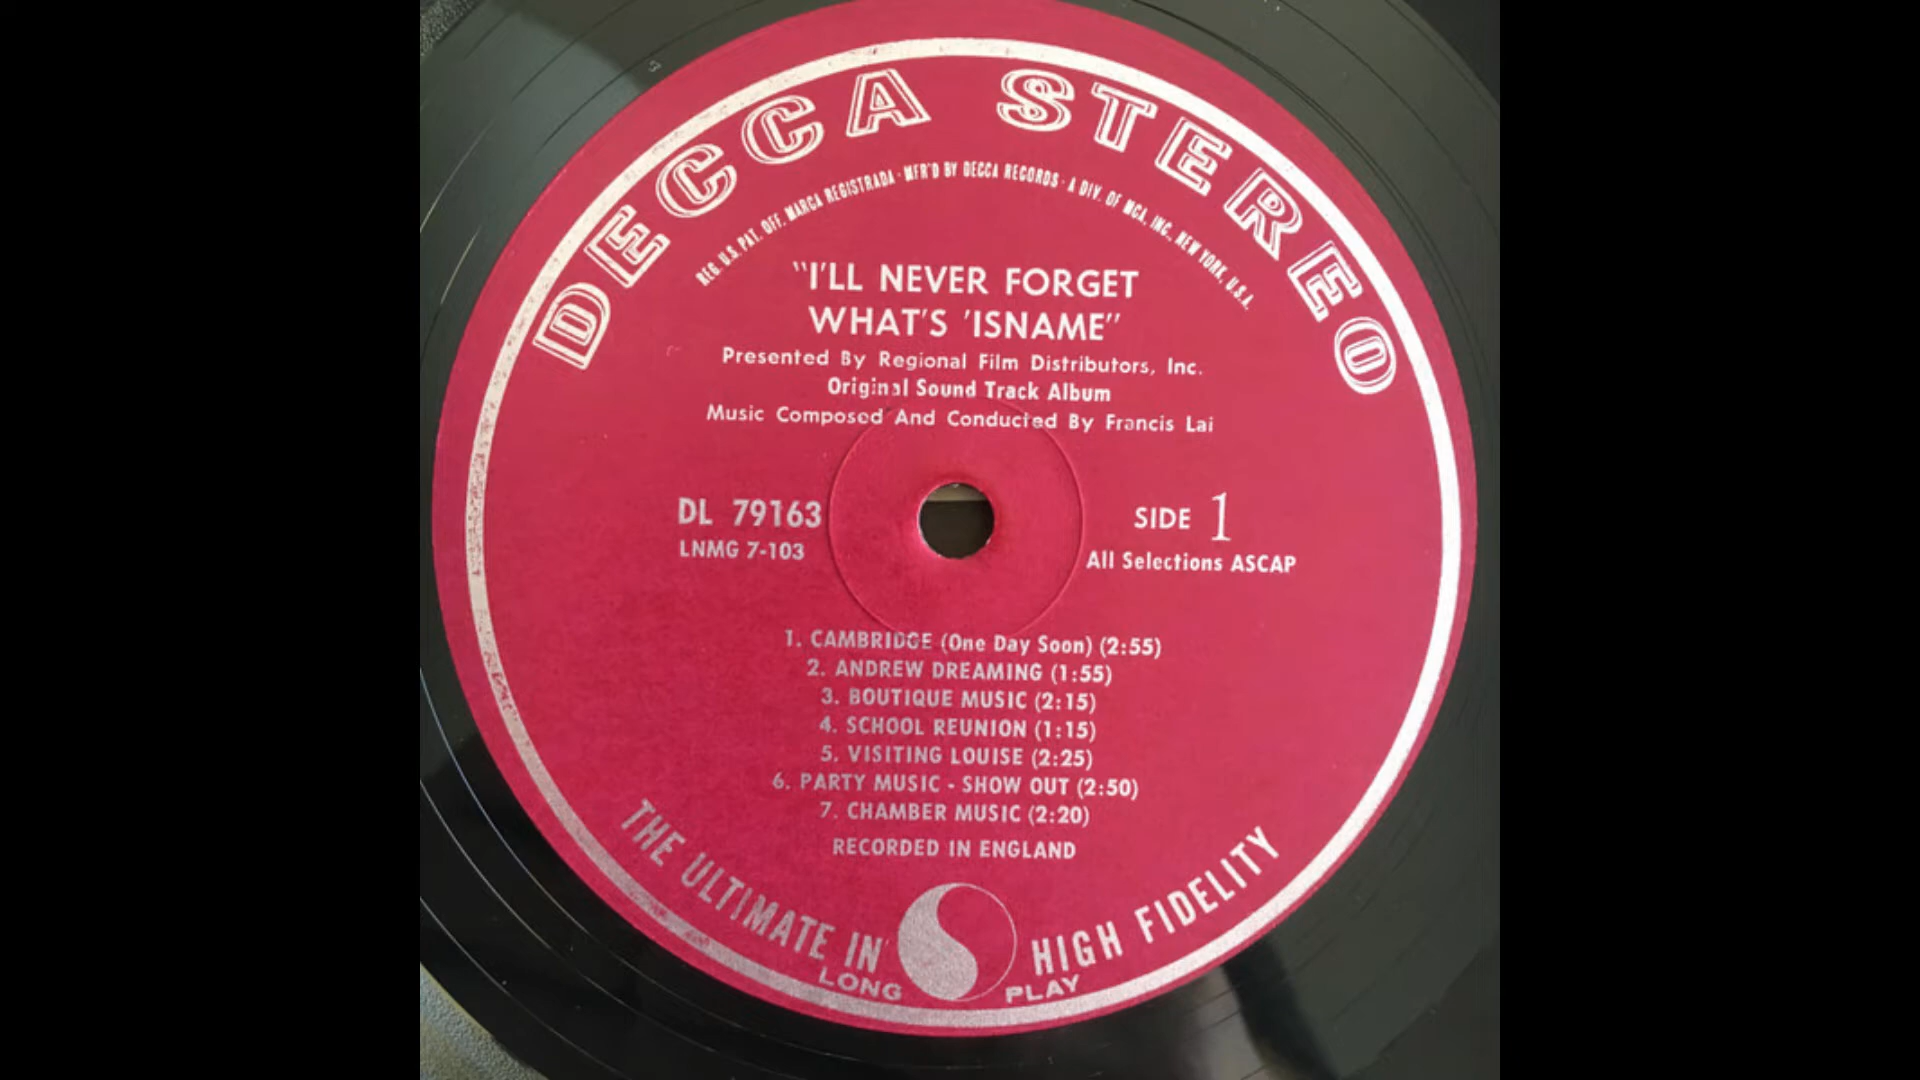 DECCA STEREO
REG. U.S. PAT. OFF. MARCA REGISTRADA · MFR'D BY DECCA RECORDS · A DIV. OF MCA, INC., NEW YORK, U.S.A.
"I'LL NEVER FORGET
WHAT'S 'ISNAME"
Presented By Regional Film Distributors, Inc.
Original Sound Track Album
Music Composed And Conducted By Francis Lai
DL 79163
LNMG 7-103
SIDE 1
All Selections ASCAP
1. CAMBRIDGE (One Day Soon) (2:55)
2. ANDREW DREAMING (1:55)
3. BOUTIQUE MUSIC (2:15)
4. SCHOOL REUNION (1:15)
5. VISITING LOUISE (2:25)
6. PARTY MUSIC - SHOW OUT (2:50)
7. CHAMBER MUSIC (2:20)
RECORDED IN ENGLAND
THE ULTIMATE IN HIGH FIDELITY
LONG PLAY